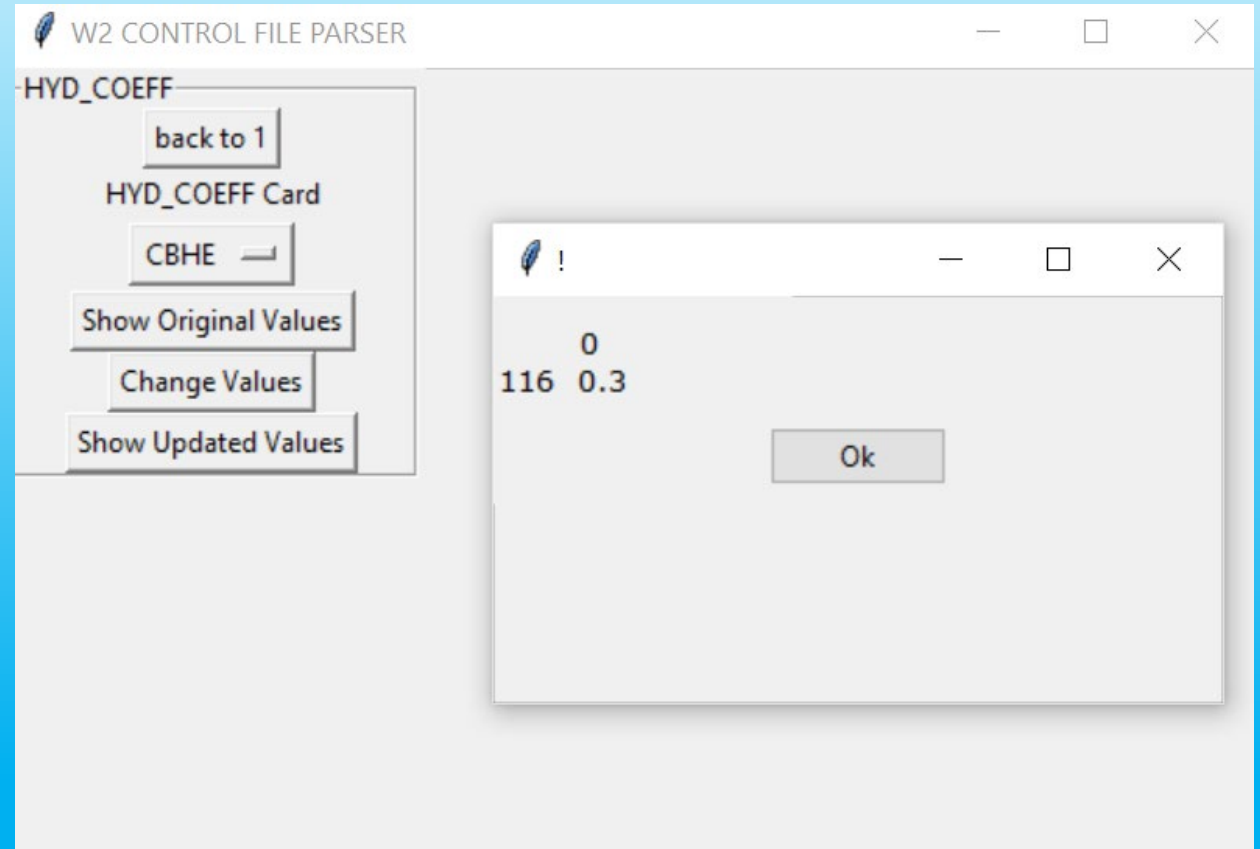 W2 CONTROL FILE PARSER
HYD_COEFF
back to 1
HYD_COEFF Card
CBHE
Show Original Values
Change Values
Show Updated Values
!
0
116 0.3
Ok